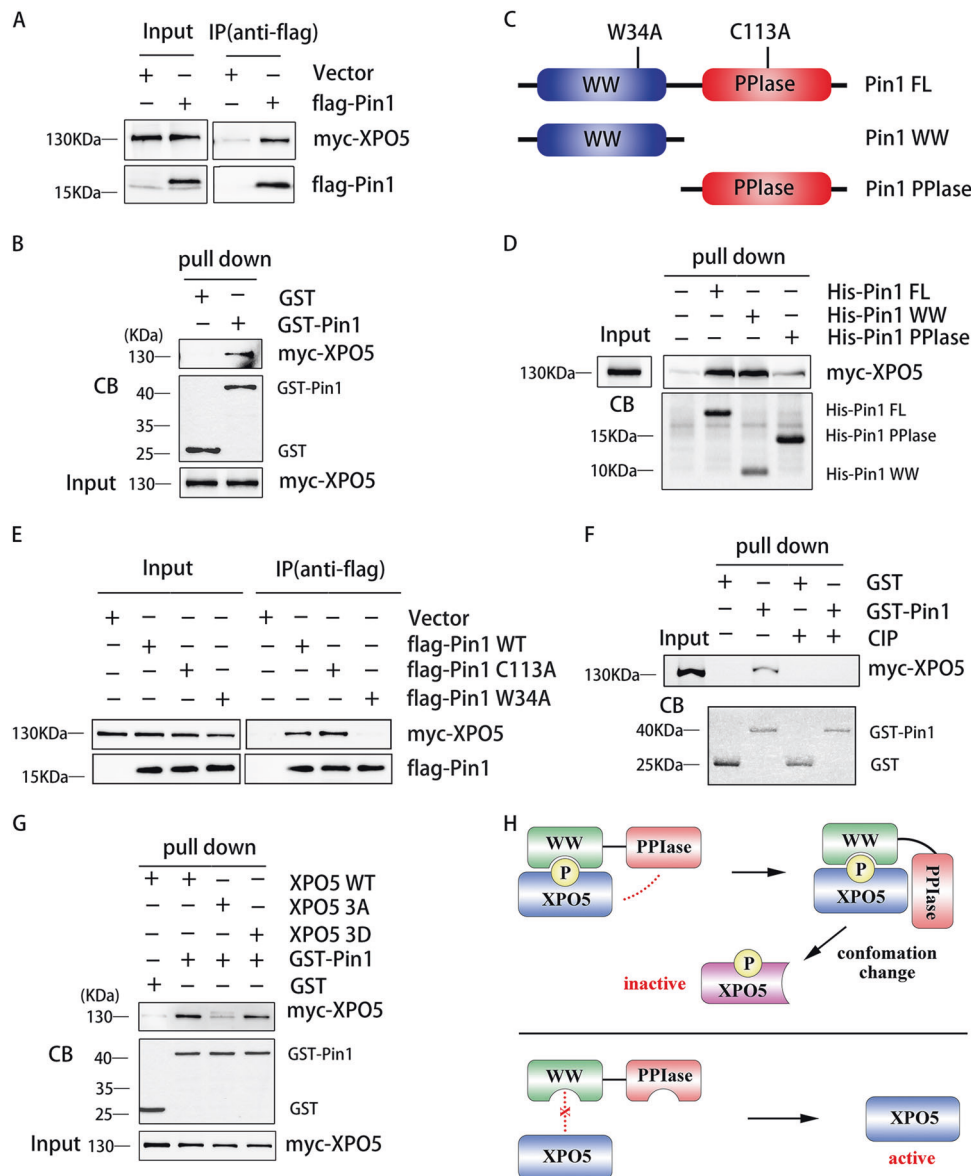 A
Input IP(anti-flag)
+ − + − Vector
− + − + flag-Pin1
130KDa myc-XPO5
15KDa flag-Pin1
B
pull down
+ − GST
− + GST-Pin1
(KDa)
130 myc-XPO5
CB
40 GST-Pin1
35
25 GST
Input 130 myc-XPO5
C
W34A C113A
WW PPIase Pin1 FL
WW Pin1 WW
PPIase Pin1 PPIase
D
pull down
− + − − His-Pin1 FL
− − + − His-Pin1 WW
− − − + His-Pin1 PPIase
Input
130KDa myc-XPO5
CB
His-Pin1 FL
15KDa His-Pin1 PPIase
10KDa His-Pin1 WW
E
Input IP(anti-flag)
+ − − − + − − − Vector
− + − − − + − − flag-Pin1 WT
− − + − − − + − flag-Pin1 C113A
− − − + − − − + flag-Pin1 W34A
130KDa myc-XPO5
15KDa flag-Pin1
F
pull down
+ − + − GST
− + − + GST-Pin1
Input − − + + CIP
130KDa myc-XPO5
CB
40KDa GST-Pin1
25KDa GST
G
pull down
+ + − − XPO5 WT
− − + − XPO5 3A
− − − + XPO5 3D
− + + + GST-Pin1
+ − − − GST
(KDa)
130 myc-XPO5
CB
40 GST-Pin1
35
25 GST
Input 130 myc-XPO5
H
WW PPIase
P
XPO5
WW
P
XPO5
PPIase
confomation
change
inactive
P
XPO5
WW PPIase
x
XPO5
XPO5
active